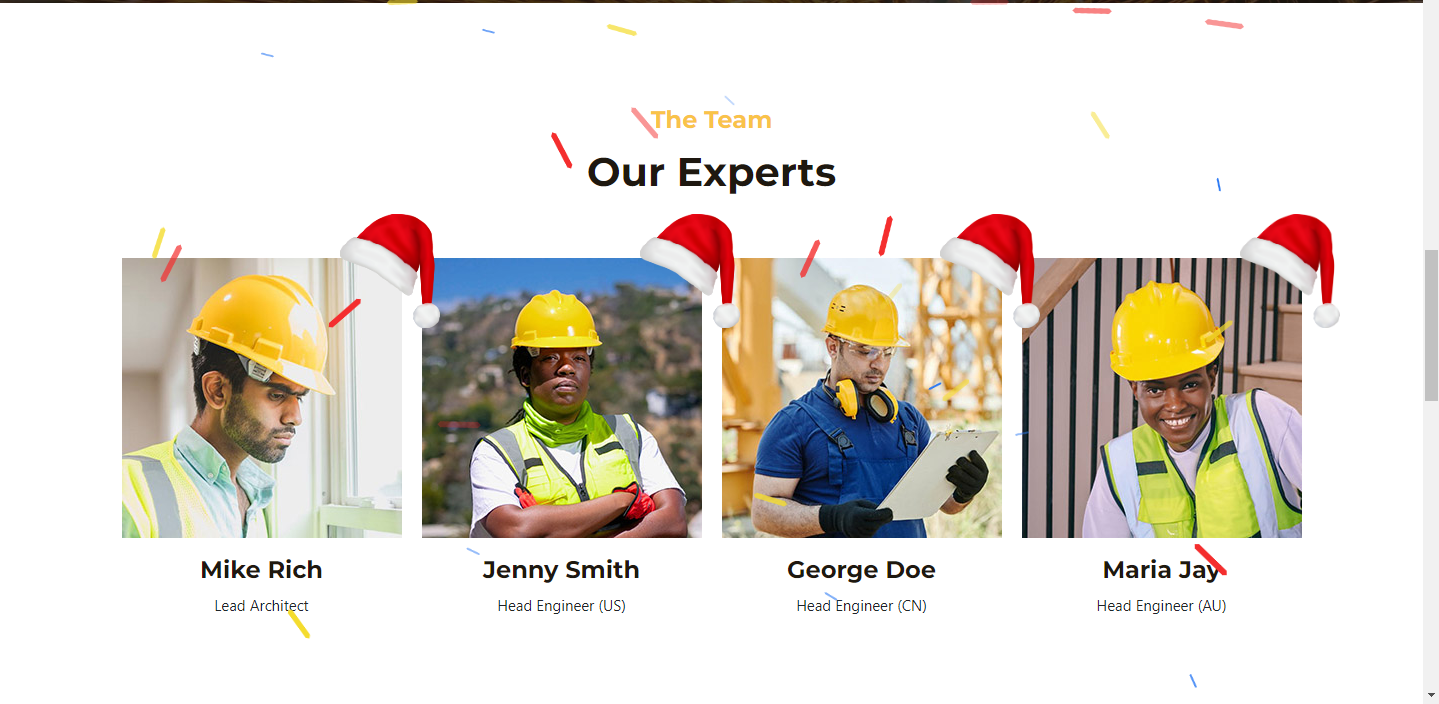 The Team
Our Experts
Mike Rich
Lead Architect
Jenny Smith
Head Engineer (US)
George Doe
Head Engineer (CN)
Maria Jay
Head Engineer (AU)